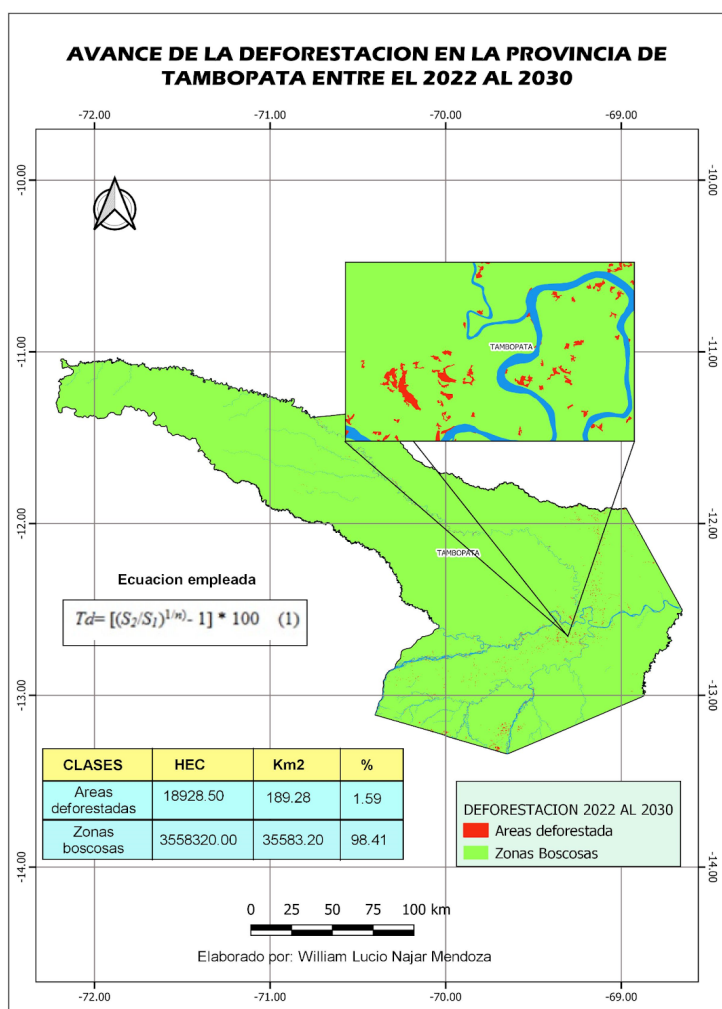 AVANCE DE LA DEFORESTACION EN LA PROVINCIA DE
TAMBOPATA ENTRE EL 2022 AL 2030
-72.00 -71.00 -70.00 -69.00
-10.00 -10.00
TAMBOPATA
-11.00 -11.00
-12.00 -12.00
TAMBOPATA
Ecuacion empleada
Td= [(S2/S1)^1/n)- 1] * 100 (1)
-13.00 -13.00
CLASES HEC Km2 %
Areas deforestadas 18928.50 189.28 1.59
Zonas boscosas 3558320.00 35583.20 98.41
DEFORESTACION 2022 AL 2030
Areas deforestada
Zonas Boscosas
-14.00 -14.00
0 25 50 75 100 km
Elaborado por: William Lucio Najar Mendoza
-72.00 -71.00 -70.00 -69.00